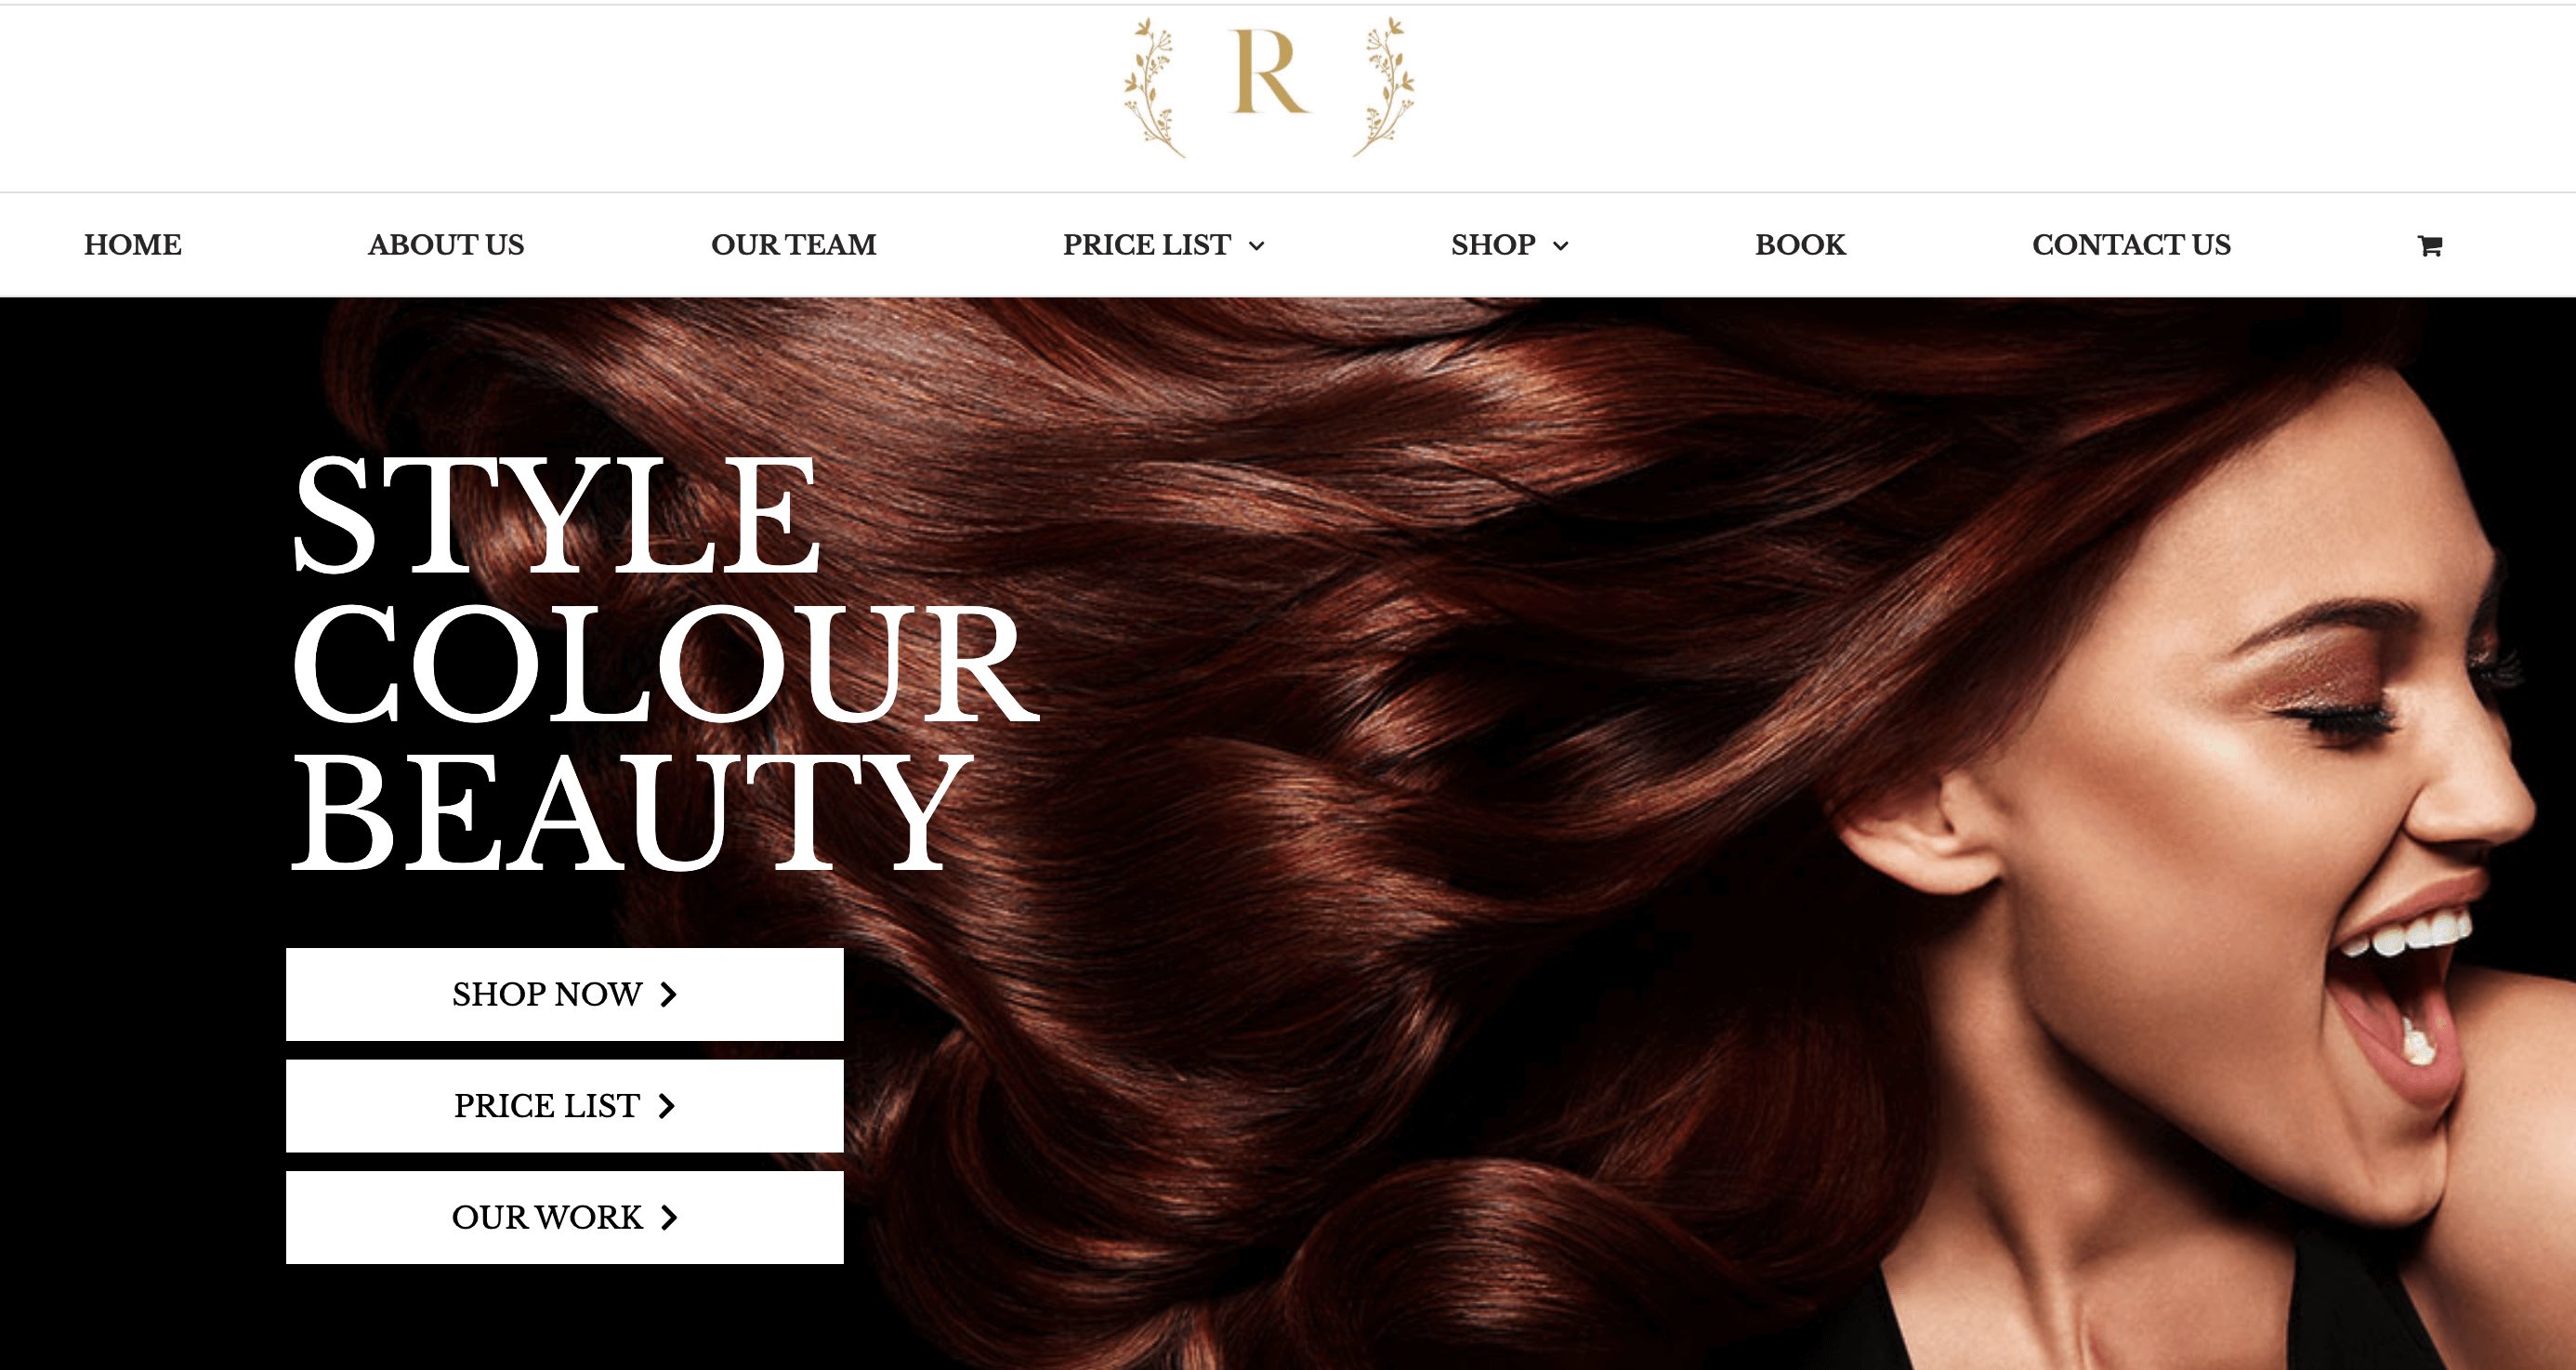 R
HOME ABOUT US OUR TEAM PRICE LIST SHOP BOOK CONTACT US
STYLE
COLOUR
BEAUTY
SHOP NOW
PRICE LIST
OUR WORK